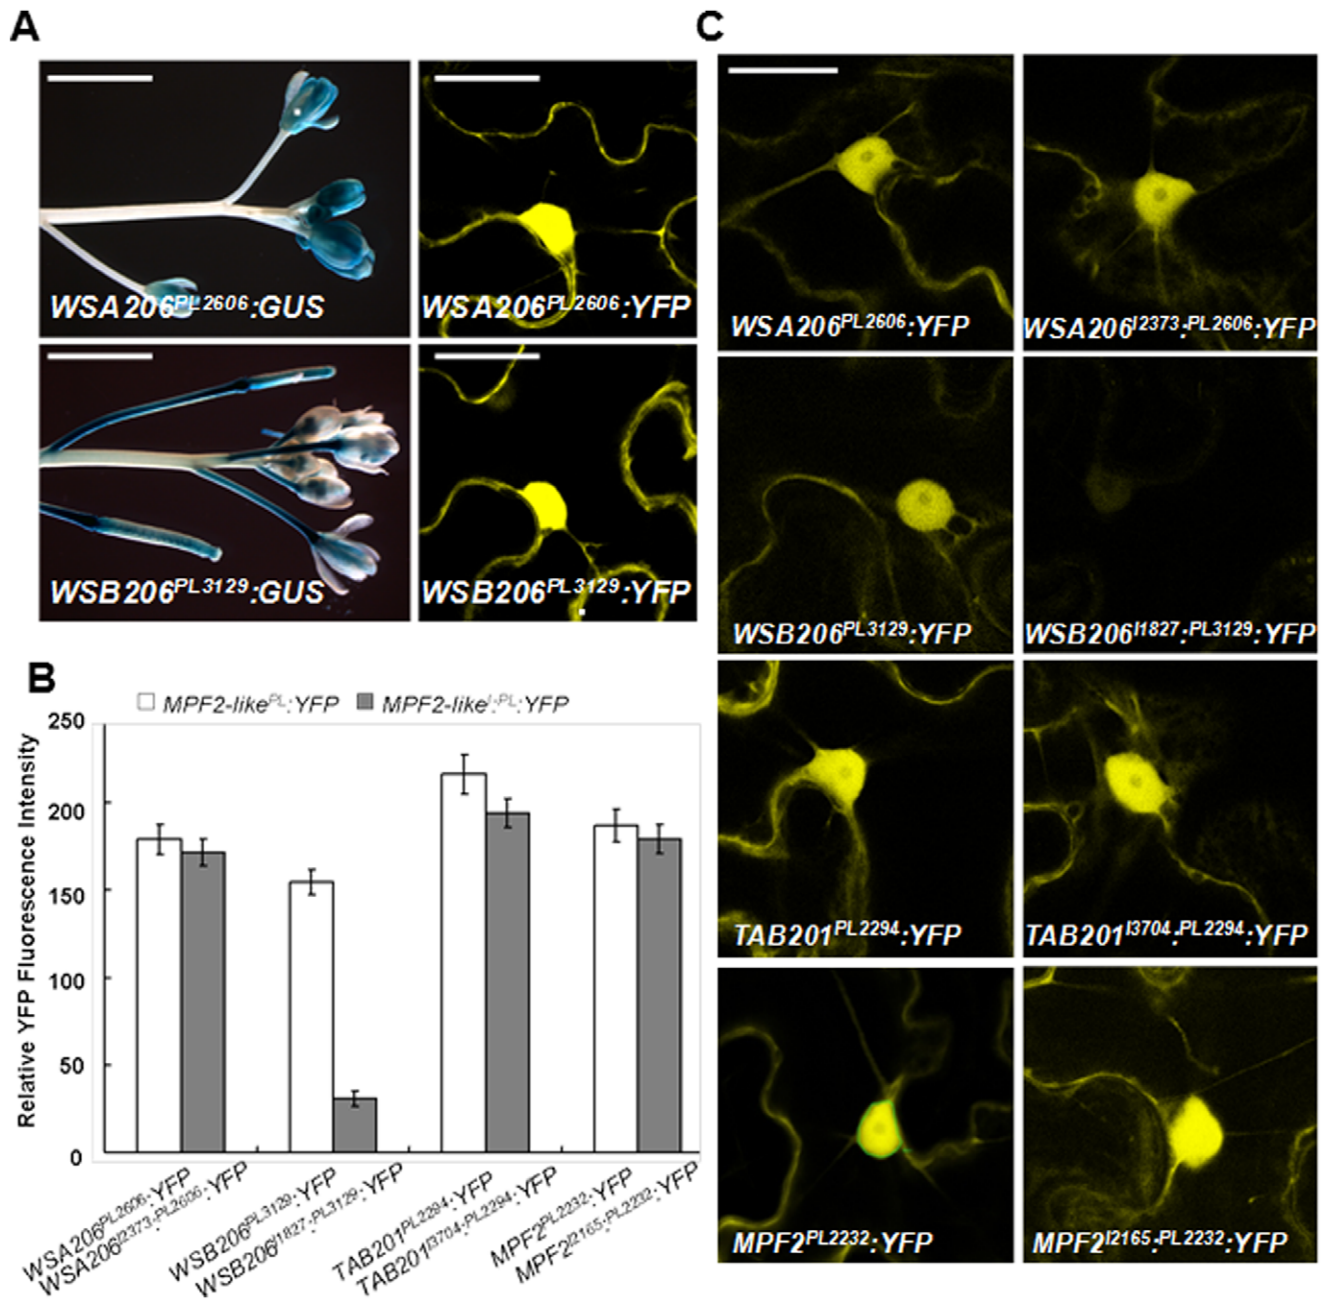 A
WSA206PL2606:GUS
WSA206PL2606:YFP
WSB206PL3129:GUS
WSB206PL3129:YFP
B
MPF2-likePL:YFP
MPF2-likeI:PL:YFP
Relative YFP Fluorescence Intensity
250
200
150
100
50
0
WSA206PL2606:YFP
WSA206I2373:PL2606:YFP
WSB206PL3129:YFP
WSB206I1827:PL3129:YFP
TAB201PL2294:YFP
TAB201I3704:PL2294:YFP
MPF2PL2232:YFP
MPF2I2165:PL2232:YFP
C
WSA206PL2606:YFP
WSA206I2373:PL2606:YFP
WSB206PL3129:YFP
WSB206I1827:PL3129:YFP
TAB201PL2294:YFP
TAB201I3704:PL2294:YFP
MPF2PL2232:YFP
MPF2I2165:PL2232:YFP